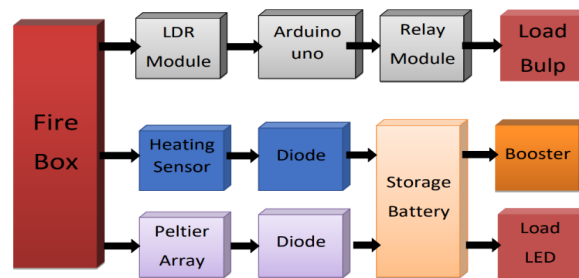 Fire
Box
LDR
Module
Arduino
uno
Relay
Module
Load
Bulp
Heating
Sensor
Diode
Storage
Battery
Booster
Peltier
Array
Diode
Load
LED